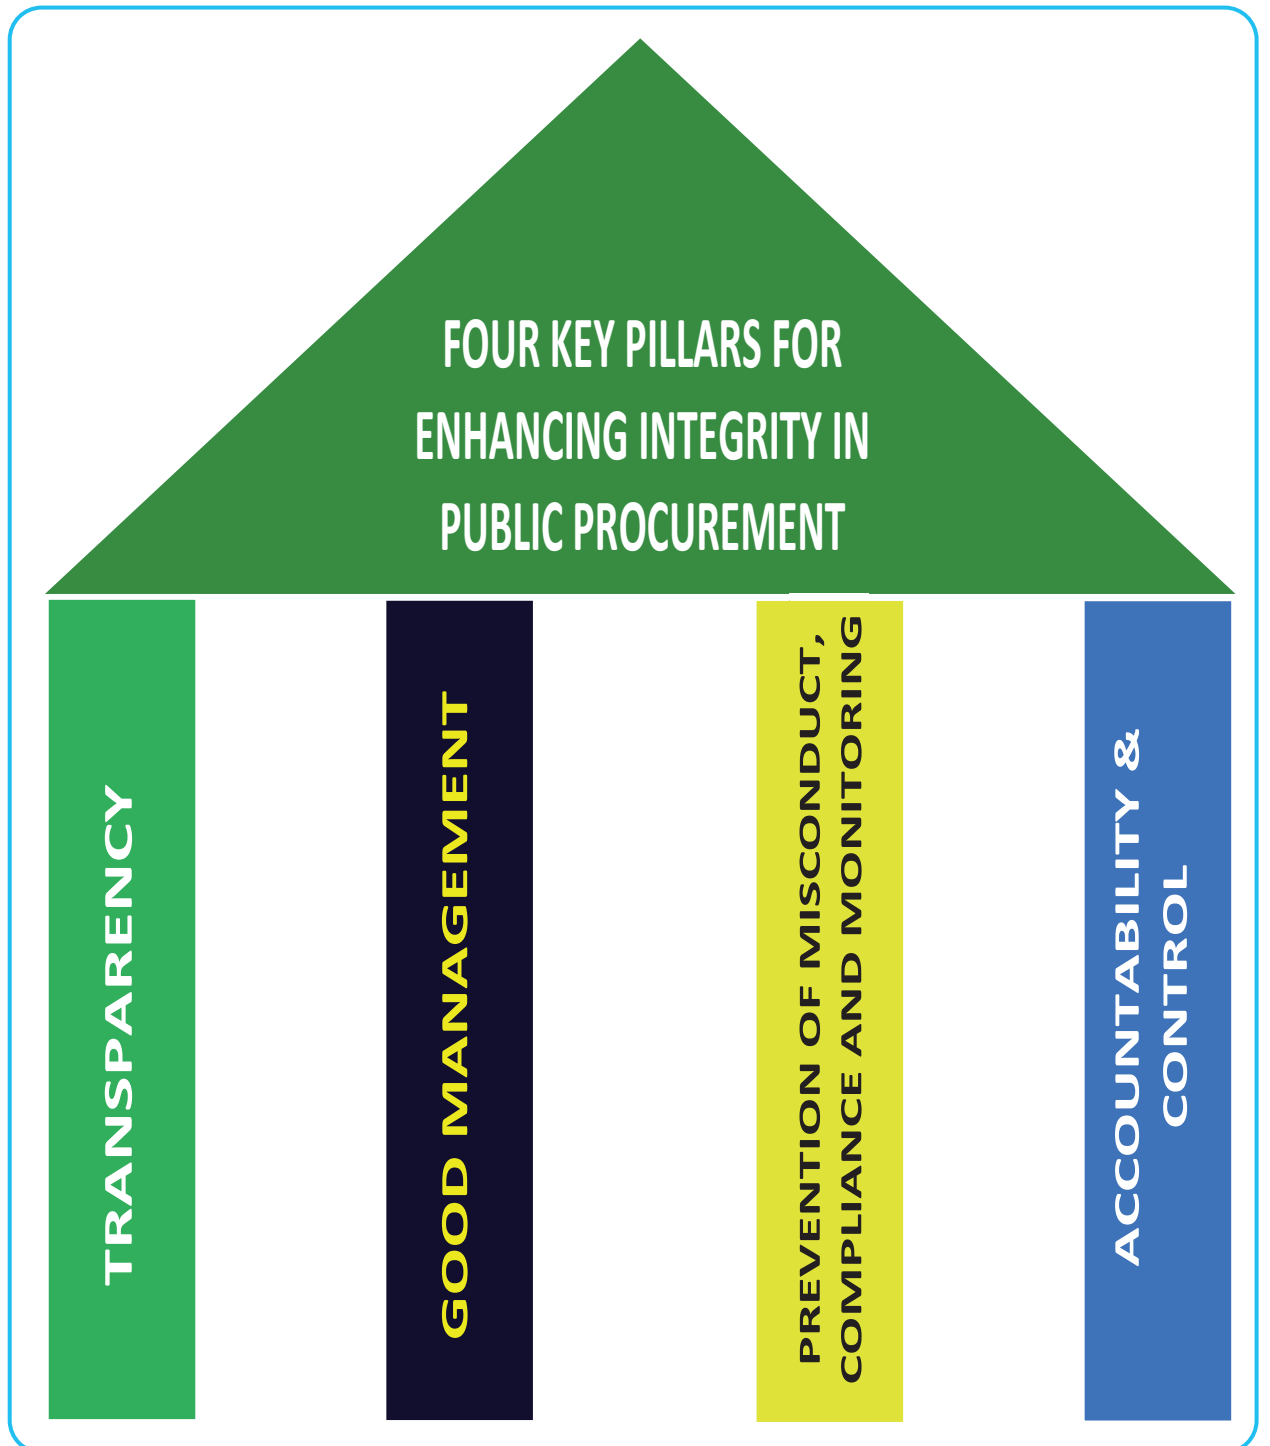 FOUR KEY PILLARS FOR
ENHANCING INTEGRITY IN
PUBLIC PROCUREMENT
TRANSPARENCY
GOOD MANAGEMENT
PREVENTION OF MISCONDUCT,
COMPLIANCE AND MONITORING
ACCOUNTABILITY &
CONTROL